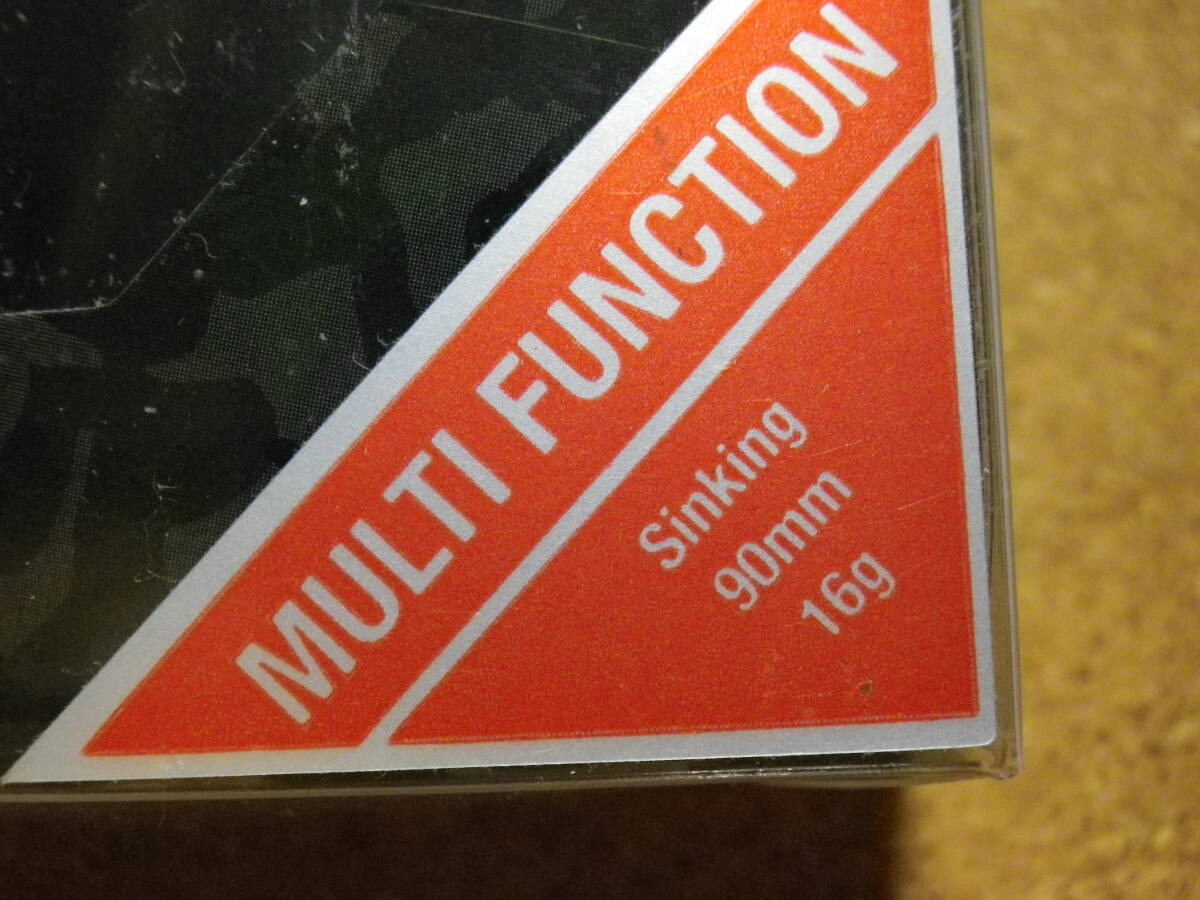 MULTI FUNCTION
Sinking
90mm
16g